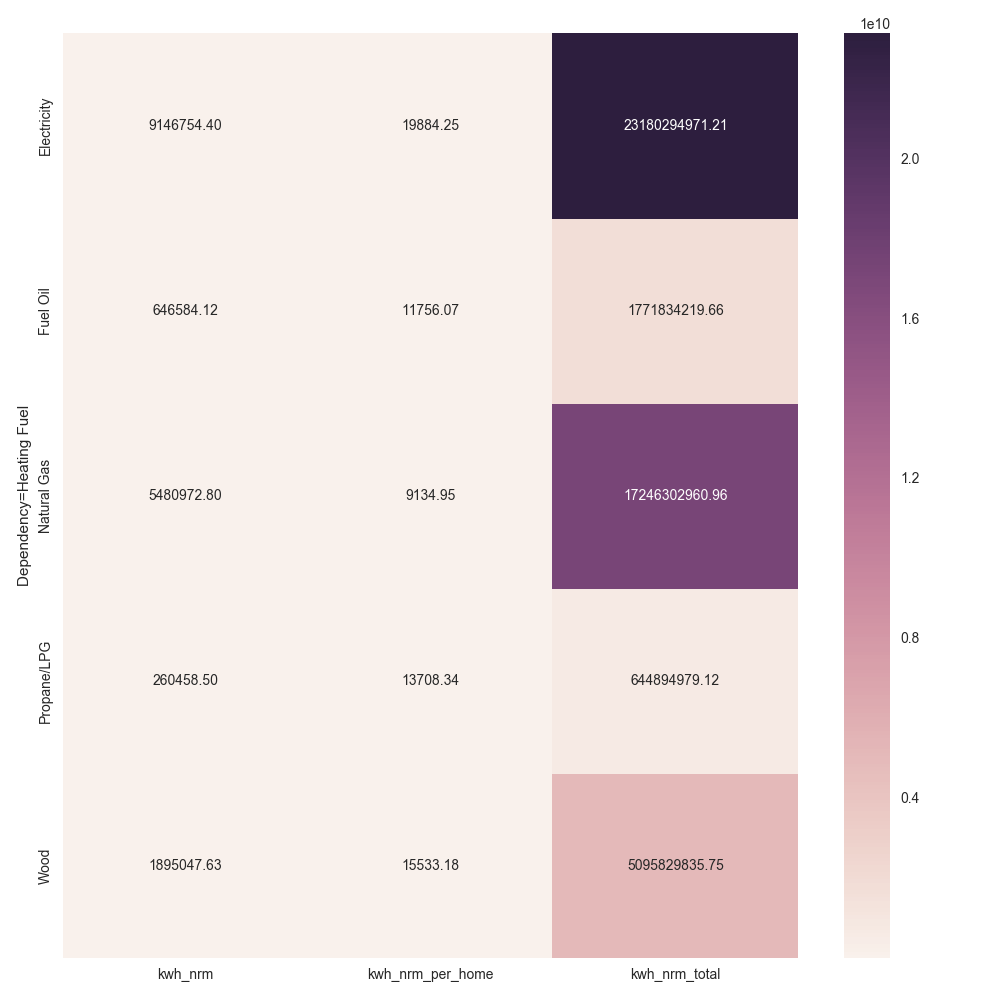 1e10
Dependency=Heating Fuel
Electricity
9146754.40
19884.25
23180294971.21
Fuel Oil
646584.12
11756.07
1771834219.66
Natural Gas
5480972.80
9134.95
17246302960.96
Propane/LPG
260458.50
13708.34
644894979.12
Wood
1895047.63
15533.18
5095829835.75
kwh_nrm
kwh_nrm_per_home
kwh_nrm_total
2.0
1.6
1.2
0.8
0.4